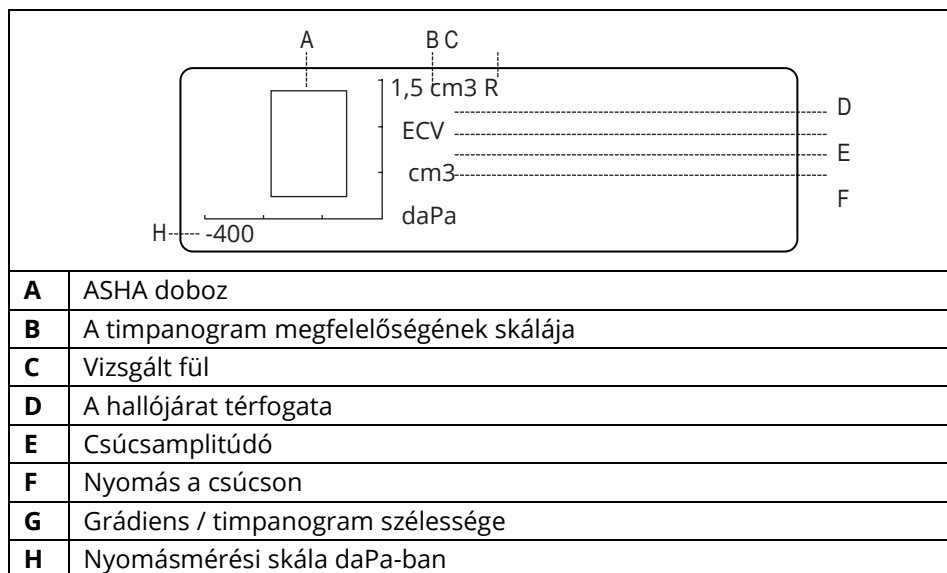 A B C
1,5 cm3 R
D
ECV
E
cm3
F
daPa
H -400
A ASHA doboz
B A timpanogram megfelelőségének skálája
C Vizsgált fül
D A hallójárat térfogata
E Csúcsamplitúdó
F Nyomás a csúcson
G Grádiens / timpanogram szélessége
H Nyomásmérési skála daPa-ban